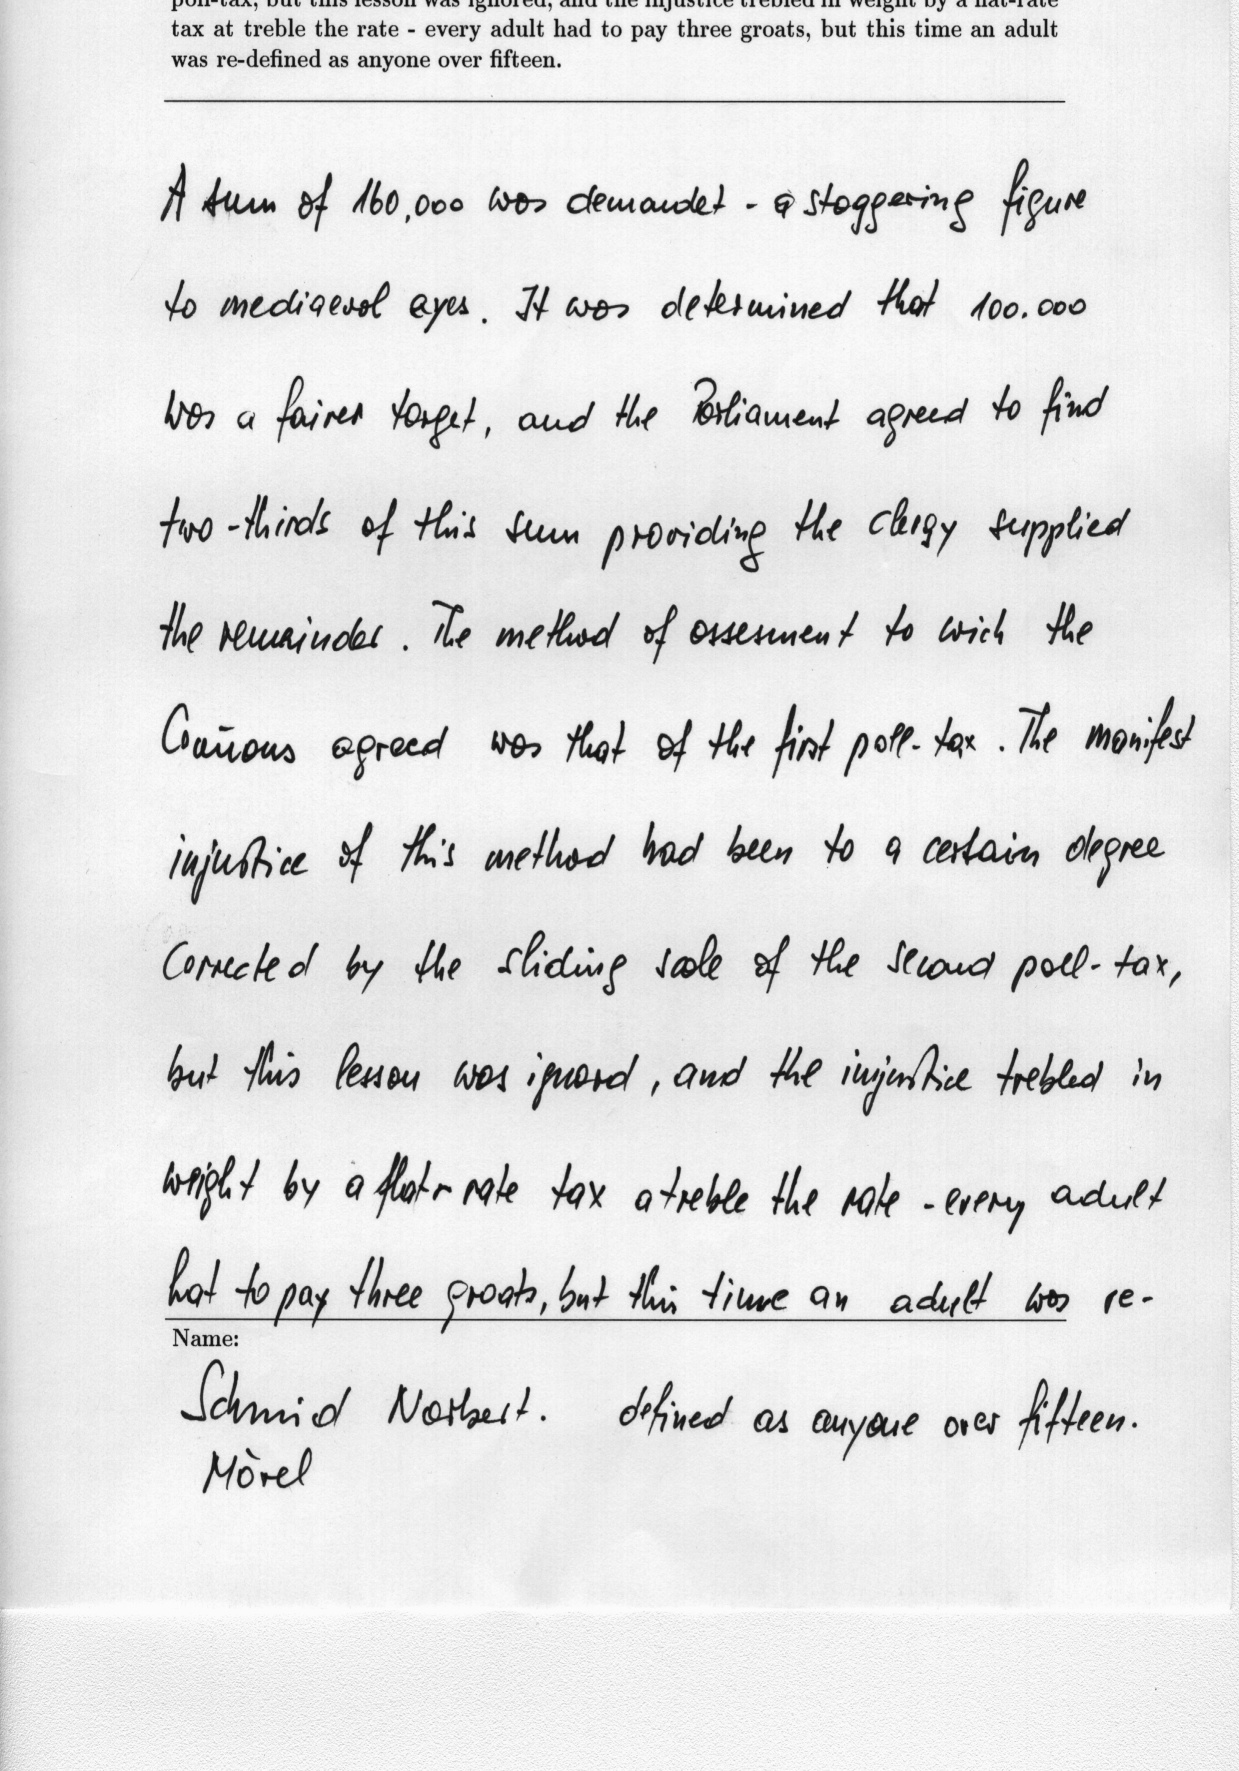 poll-tax, but this lesson was ignored, and the injustice trebled in weight by a flat-rate
tax at treble the rate - every adult had to pay three groats, but this time an adult
was re-defined as anyone over fifteen.
A sum of 160,000 was demandet - a staggering figure
to mediaeval eyes. It was determined that 100.000
was a fairer target, and the Parliament agreed to find
two-thirds of this sum providing the clergy supplied
the remainder. The method of assesment to wich the
Com̄ons agreed was that of the first poll-tax. The manifest
injustice of this method had been to a certain degree
corrected by the sliding scale of the second poll-tax,
but this lesson was ignord, and the injustice trebled in
weight by a flat-rate tax atreble the rate - every adult
hat to pay three groats, but this time an adult was re-
Name:
Schmid Norbert. defined as anyone over fifteen.
Mörel